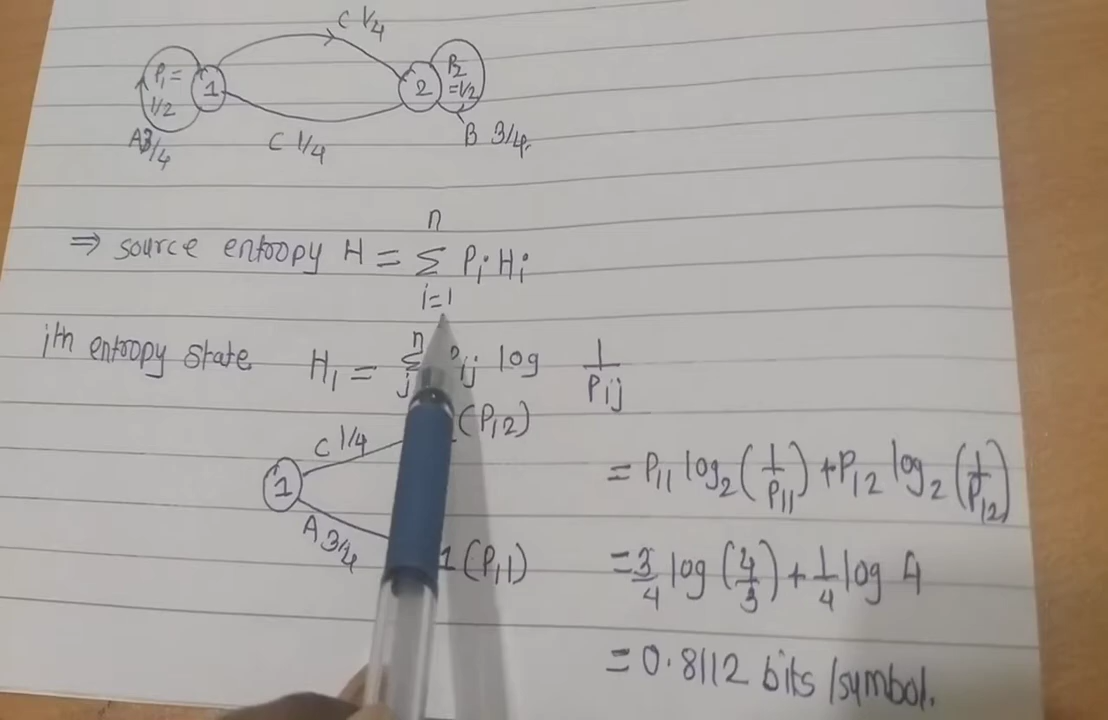 C 1/4
P1 = 1/2
1
2
P2 = 1/2
A 3/4
C 1/4
B 3/4.
⇒ source entropy H = Σ Pi Hi
n
i=1
ith entropy state H1 = Σ ij log 1/Pij
n
j
C 1/4 (P12)
1
= P11 log2 (1/P11) + P12 log2 (1/P12)
A 3/4 1 (P11)
= 3/4 log (4/3) + 1/4 log 4
= 0.8112 bits /symbol.